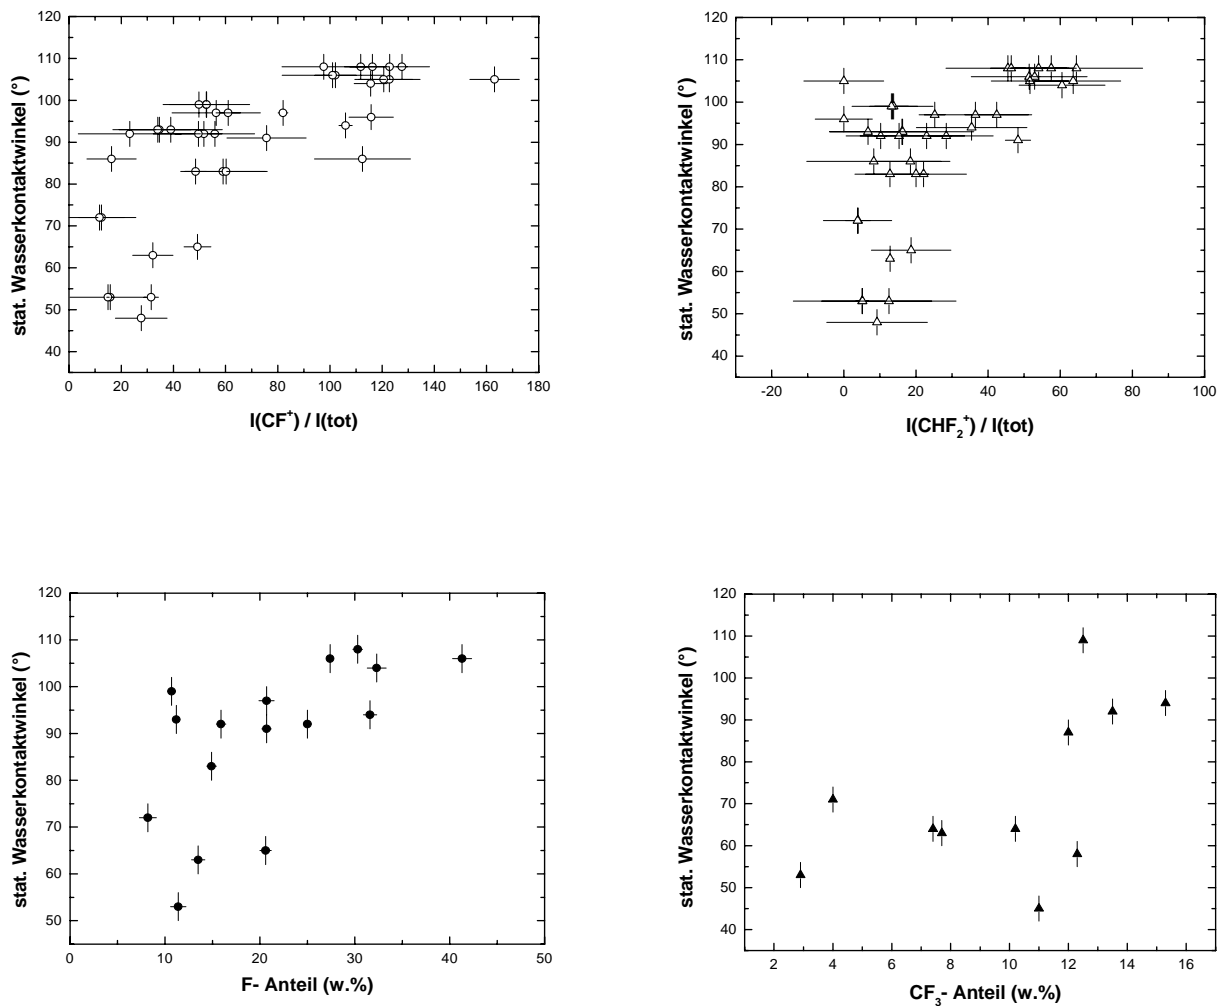 120
110
100
90
80
70
60
50
40
stat. Wasserkontaktwinkel (°)
0 20 40 60 80 100 120 140 160 180
I(CF⁺) / I(tot)
120
110
100
90
80
70
60
50
40
stat. Wasserkontaktwinkel (°)
-20 0 20 40 60 80 100
I(CHF₂⁺) / I(tot)
120
110
100
90
80
70
60
50
stat. Wasserkontaktwinkel (°)
0 10 20 30 40 50
F- Anteil (w.%)
120
110
100
90
80
70
60
50
40
stat. Wasserkontaktwinkel (°)
2 4 6 8 10 12 14 16
CF₃- Anteil (w.%)